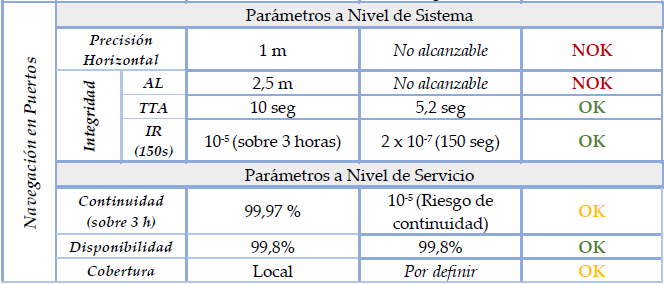 Navegación en Puertos
Parámetros a Nivel de Sistema
Precisión
Horizontal
1 m
No alcanzable
NOK
Integridad
AL
2,5 m
No alcanzable
NOK
TTA
10 seg
5,2 seg
OK
IR
(150s)
10⁻⁵ (sobre 3 horas)
2 x 10⁻⁷ (150 seg)
OK
Parámetros a Nivel de Servicio
Continuidad
(sobre 3 h)
99,97 %
10⁻⁵ (Riesgo de
continuidad)
OK
Disponibilidad
99,8%
99,8%
OK
Cobertura
Local
Por definir
OK